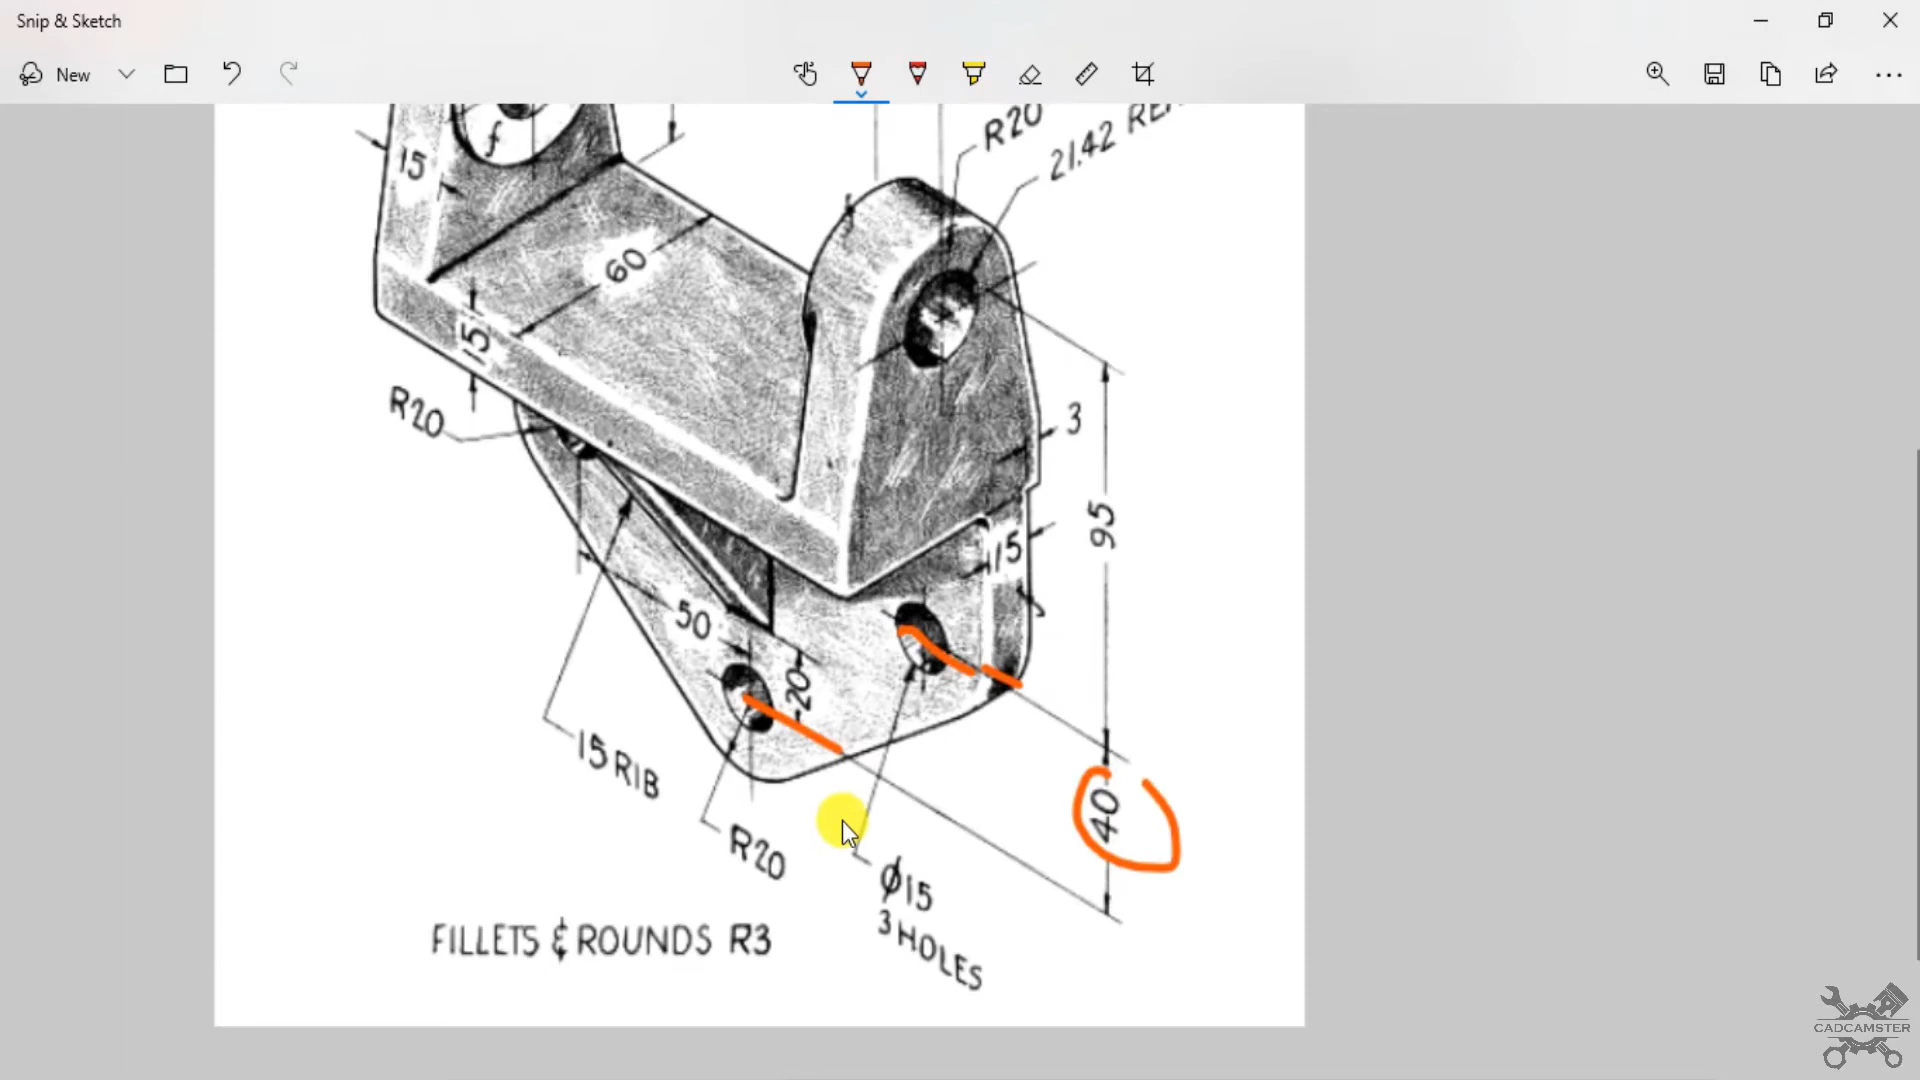 Snip & Sketch
New
R20
15
f
60
15
R20
3
95
15
50
20
40
15 RIB
R20
Ø15
3 HOLES
FILLETS & ROUNDS R3
21.42
CADCAMSTER